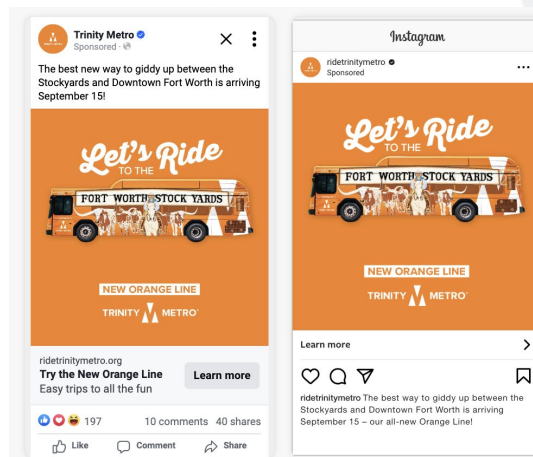 Trinity Metro
Sponsored ·
The best new way to giddy up between the
Stockyards and Downtown Fort Worth is arriving
September 15!
Let's Ride
TO THE
FORT WORTH STOCK YARDS
NEW ORANGE LINE
TRINITY METRO
ridetrinitymetro.org
Try the New Orange Line
Easy trips to all the fun
Learn more
197
10 comments 40 shares
Like
Comment
Share
Instagram
ridetrinitymetro
Sponsored
Let's Ride
TO THE
FORT WORTH STOCK YARDS
NEW ORANGE LINE
TRINITY METRO
Learn more
ridetrinitymetro The best way to giddy up between the
Stockyards and Downtown Fort Worth is arriving
September 15 – our all-new Orange Line!